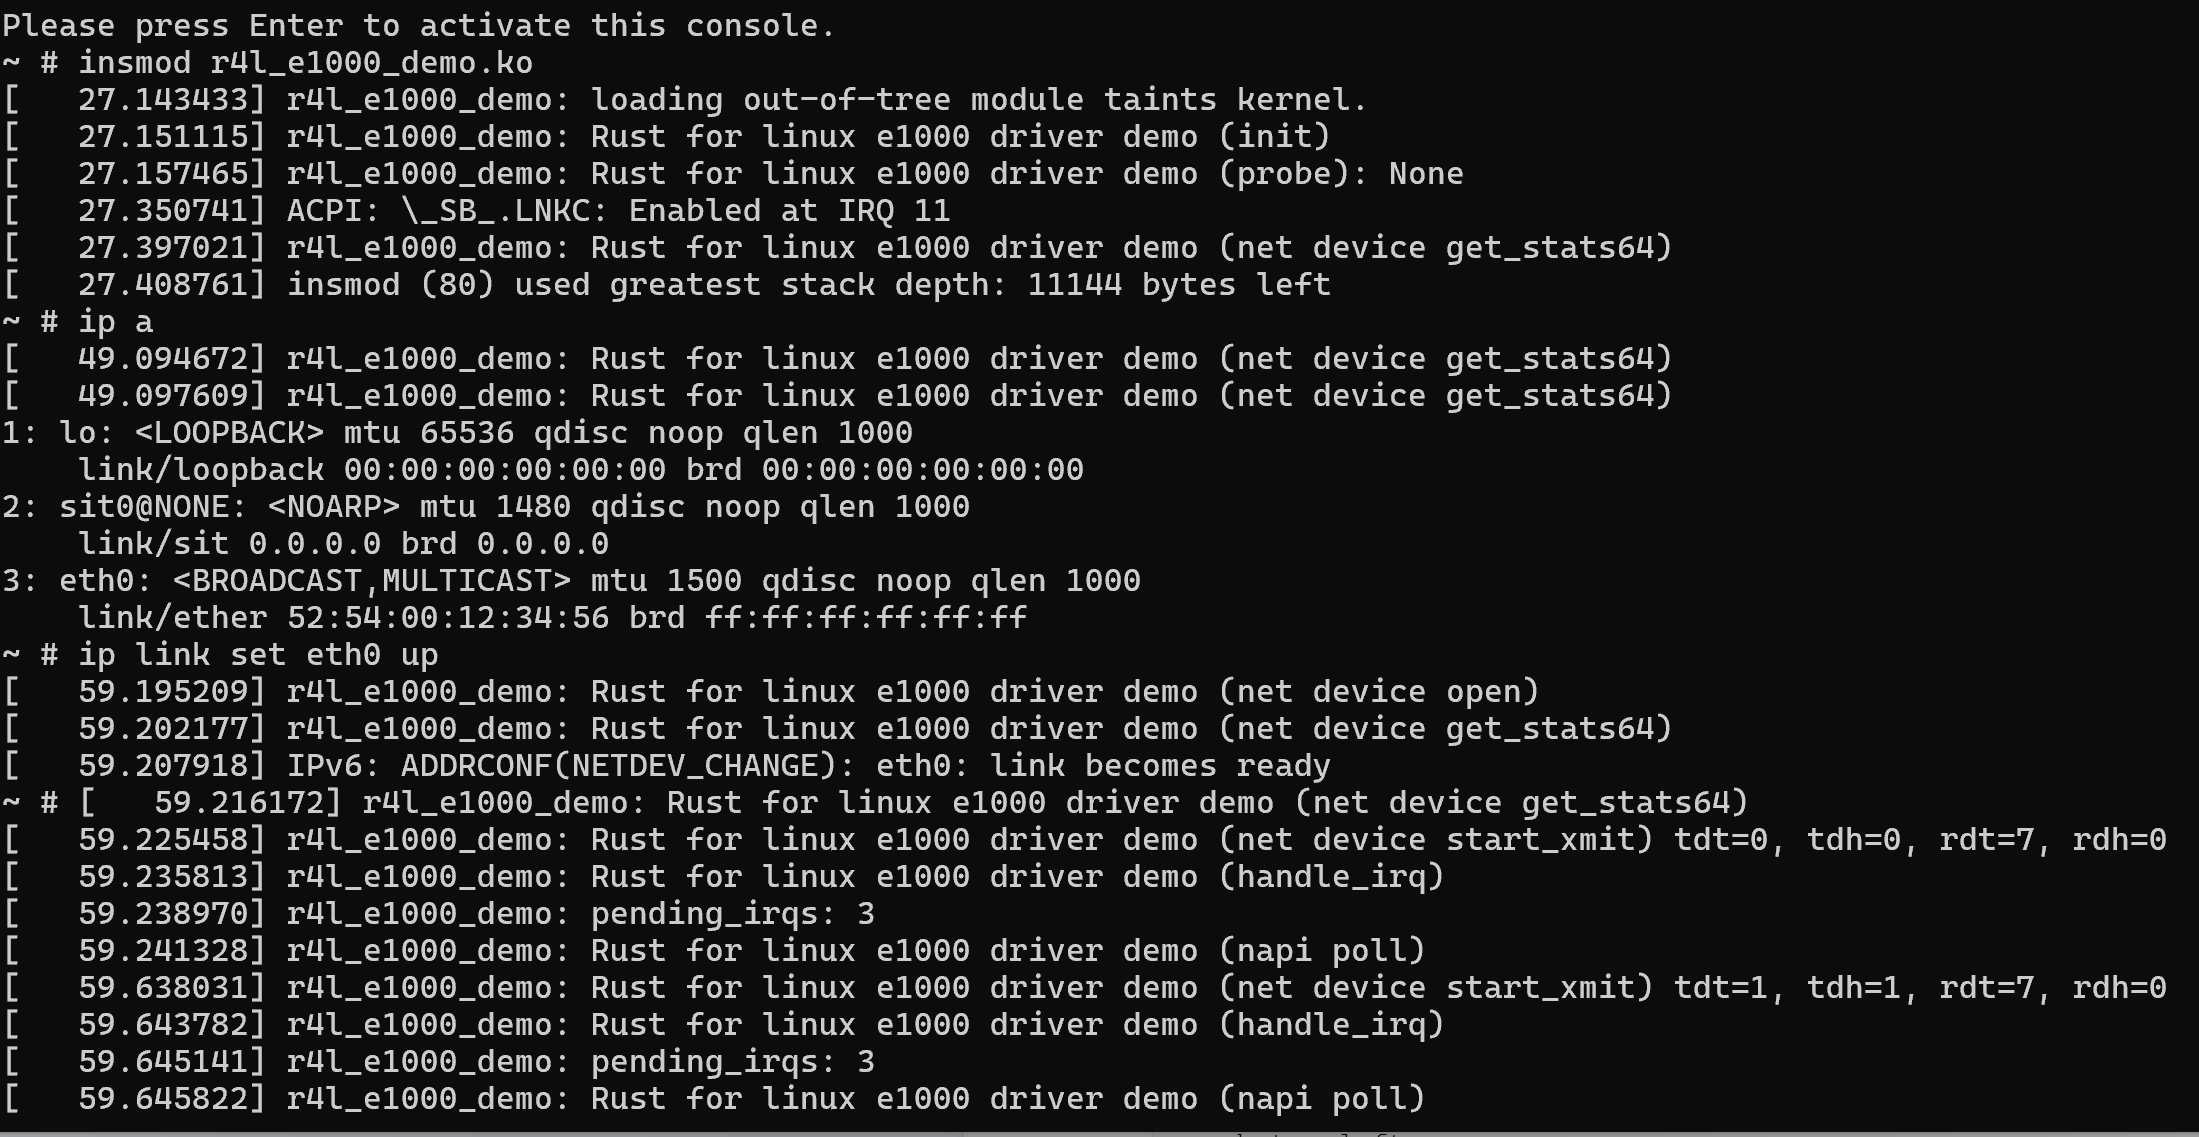 Please press Enter to activate this console.
~ # insmod r4l_e1000_demo.ko
[   27.143433] r4l_e1000_demo: loading out-of-tree module taints kernel.
[   27.151115] r4l_e1000_demo: Rust for linux e1000 driver demo (init)
[   27.157465] r4l_e1000_demo: Rust for linux e1000 driver demo (probe): None
[   27.350741] ACPI: \_SB_.LNKC: Enabled at IRQ 11
[   27.397021] r4l_e1000_demo: Rust for linux e1000 driver demo (net device get_stats64)
[   27.408761] insmod (80) used greatest stack depth: 11144 bytes left
~ # ip a
[   49.094672] r4l_e1000_demo: Rust for linux e1000 driver demo (net device get_stats64)
[   49.097609] r4l_e1000_demo: Rust for linux e1000 driver demo (net device get_stats64)
1: lo: <LOOPBACK> mtu 65536 qdisc noop qlen 1000
    link/loopback 00:00:00:00:00:00 brd 00:00:00:00:00:00
2: sit0@NONE: <NOARP> mtu 1480 qdisc noop qlen 1000
    link/sit 0.0.0.0 brd 0.0.0.0
3: eth0: <BROADCAST,MULTICAST> mtu 1500 qdisc noop qlen 1000
    link/ether 52:54:00:12:34:56 brd ff:ff:ff:ff:ff:ff
~ # ip link set eth0 up
[   59.195209] r4l_e1000_demo: Rust for linux e1000 driver demo (net device open)
[   59.202177] r4l_e1000_demo: Rust for linux e1000 driver demo (net device get_stats64)
[   59.207918] IPv6: ADDRCONF(NETDEV_CHANGE): eth0: link becomes ready
~ # [   59.216172] r4l_e1000_demo: Rust for linux e1000 driver demo (net device get_stats64)
[   59.225458] r4l_e1000_demo: Rust for linux e1000 driver demo (net device start_xmit) tdt=0, tdh=0, rdt=7, rdh=0
[   59.235813] r4l_e1000_demo: Rust for linux e1000 driver demo (handle_irq)
[   59.238970] r4l_e1000_demo: pending_irqs: 3
[   59.241328] r4l_e1000_demo: Rust for linux e1000 driver demo (napi poll)
[   59.638031] r4l_e1000_demo: Rust for linux e1000 driver demo (net device start_xmit) tdt=1, tdh=1, rdt=7, rdh=0
[   59.643782] r4l_e1000_demo: Rust for linux e1000 driver demo (handle_irq)
[   59.645141] r4l_e1000_demo: pending_irqs: 3
[   59.645822] r4l_e1000_demo: Rust for linux e1000 driver demo (napi poll)